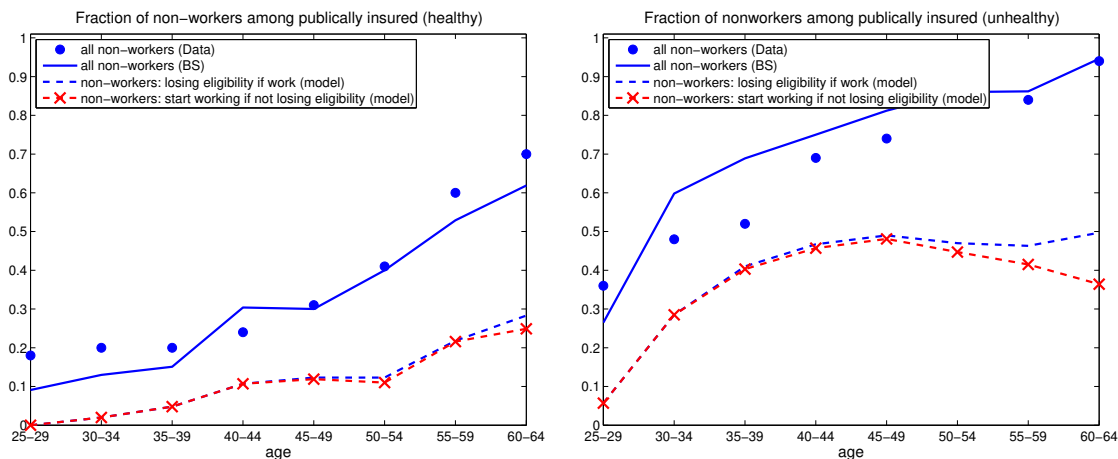 Fraction of non−workers among publically insured (healthy)
1
0.9
0.8
0.7
0.6
0.5
0.4
0.3
0.2
0.1
0
all non−workers (Data)
all non−workers (BS)
non−workers: losing eligibility if work (model)
non−workers: start working if not losing eligibility (model)
25−29 30−34 35−39 40−44 45−49 50−54 55−59 60−64
age
Fraction of nonworkers among publically insured (unhealthy)
1
0.9
0.8
0.7
0.6
0.5
0.4
0.3
0.2
0.1
0
all non−workers (Data)
all non−workers (BS)
non−workers: losing eligibility if work (model)
non−workers: start working if not losing eligibility (model)
25−29 30−34 35−39 40−44 45−49 50−54 55−59 60−64
age